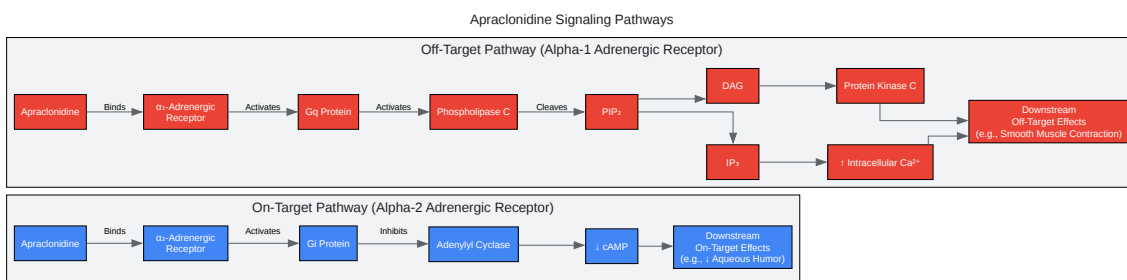 Apraclonidine Signaling Pathways
Off-Target Pathway (Alpha-1 Adrenergic Receptor)
Apraclonidine
Binds
α₁-Adrenergic
Receptor
Activates
Gq Protein
Activates
Phospholipase C
Cleaves
PIP₂
DAG
Protein Kinase C
IP₃
↑ Intracellular Ca²⁺
Downstream
Off-Target Effects
(e.g., Smooth Muscle Contraction)
On-Target Pathway (Alpha-2 Adrenergic Receptor)
Apraclonidine
Binds
α₂-Adrenergic
Receptor
Activates
Gi Protein
Inhibits
Adenylyl Cyclase
↓ cAMP
Downstream
On-Target Effects
(e.g., ↓ Aqueous Humor)